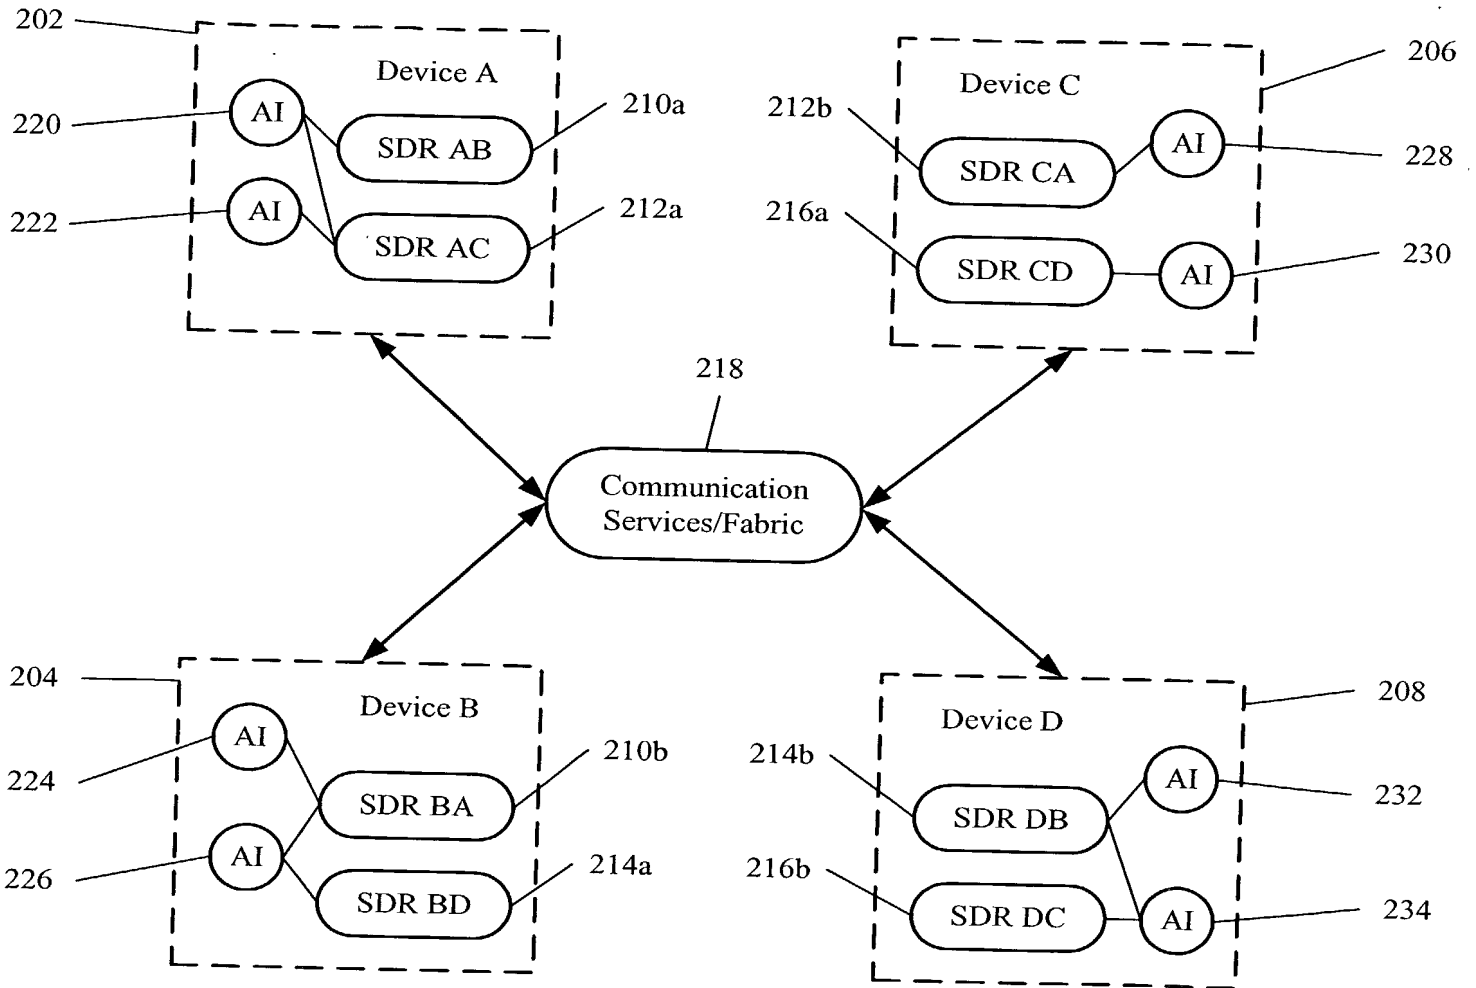 202
Device A
220
AI
SDR AB
210a
222
AI
SDR AC
212a
206
Device C
212b
SDR CA
AI
228
216a
SDR CD
AI
230
218
Communication
Services/Fabric
204
Device B
224
AI
SDR BA
210b
226
AI
SDR BD
214a
208
Device D
214b
SDR DB
AI
232
216b
SDR DC
AI
234